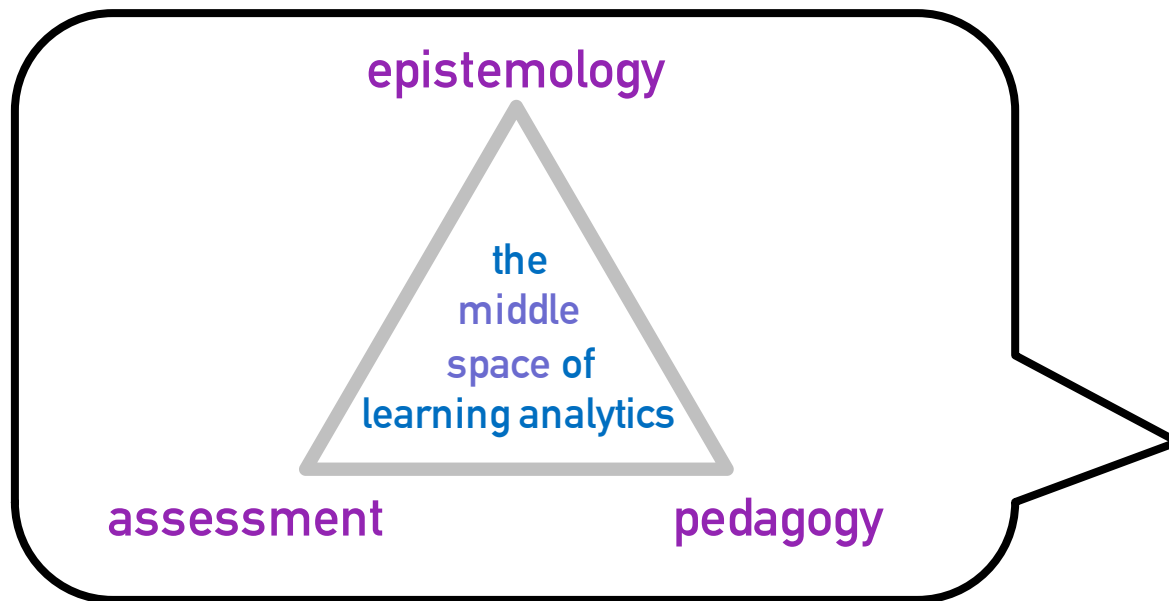 epistemology
the
middle
space of
learning analytics
assessment
pedagogy